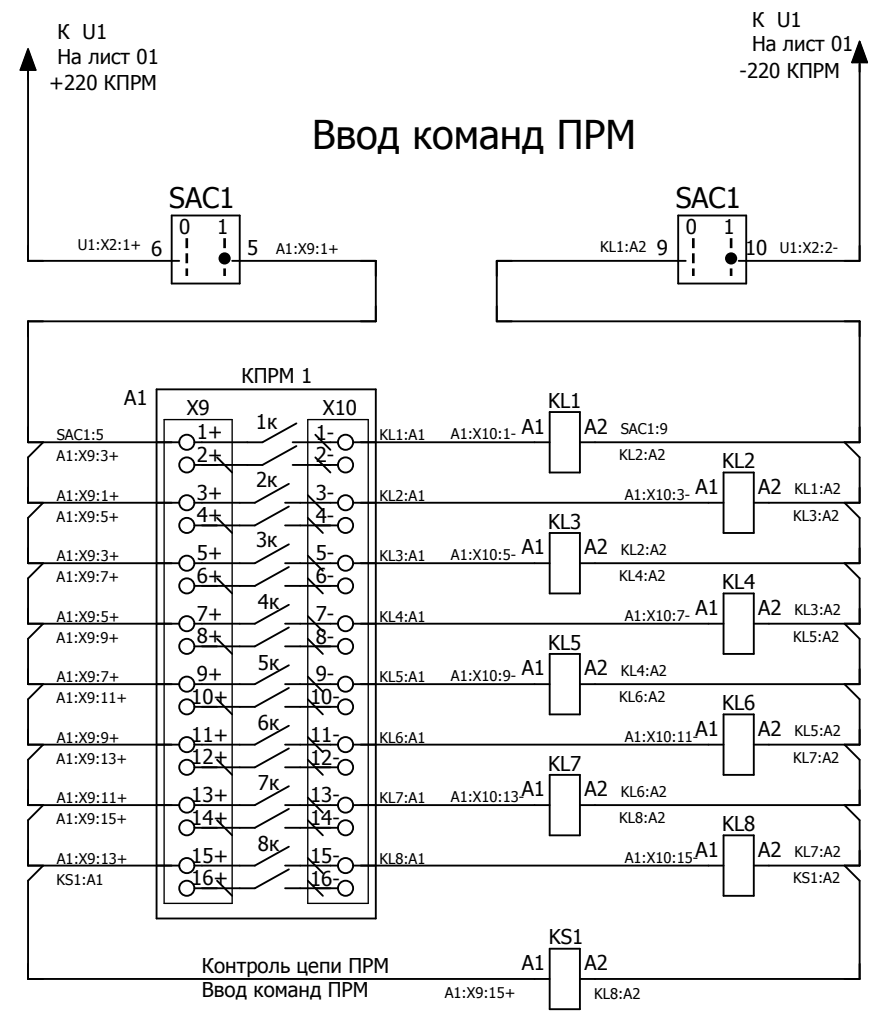 К U1
На лист 01
+220 КПРМ
К U1
На лист 01
-220 КПРМ
Ввод команд ПРМ
SAC1
0 1
U1:X2:1+ 6 5 A1:X9:1+
SAC1
0 1
KL1:A2 9 10 U1:X2:2-
КПРМ 1
A1
X9 X10
SAC1:5 1+ 1к 1- KL1:A1 A1:X10:1- A1 KL1 A2 SAC1:9
A1:X9:3+ 2+ 2- KL2:A2
A1:X9:1+ 3+ 2к 3- KL2:A1 A1:X10:3- A1 KL2 A2 KL1:A2
A1:X9:5+ 4+ 4- KL3:A2
A1:X9:3+ 5+ 3к 5- KL3:A1 A1:X10:5- A1 KL3 A2 KL2:A2
A1:X9:7+ 6+ 6- KL4:A2
A1:X9:5+ 7+ 4к 7- KL4:A1 A1:X10:7- A1 KL4 A2 KL3:A2
A1:X9:9+ 8+ 8- KL5:A2
A1:X9:7+ 9+ 5к 9- KL5:A1 A1:X10:9- A1 KL5 A2 KL4:A2
A1:X9:11+ 10+ 10- KL6:A2
A1:X9:9+ 11+ 6к 11- KL6:A1 A1:X10:11- A1 KL6 A2 KL5:A2
A1:X9:13+ 12+ 12- KL7:A2
A1:X9:11+ 13+ 7к 13- KL7:A1 A1:X10:13- A1 KL7 A2 KL6:A2
A1:X9:15+ 14+ 14- KL8:A2
A1:X9:13+ 15+ 8к 15- KL8:A1 A1:X10:15- A1 KL8 A2 KL7:A2
KS1:A1 16+ 16- KS1:A2
KS1
Контроль цепи ПРМ A1 A2
Ввод команд ПРМ A1:X9:15+ KL8:A2